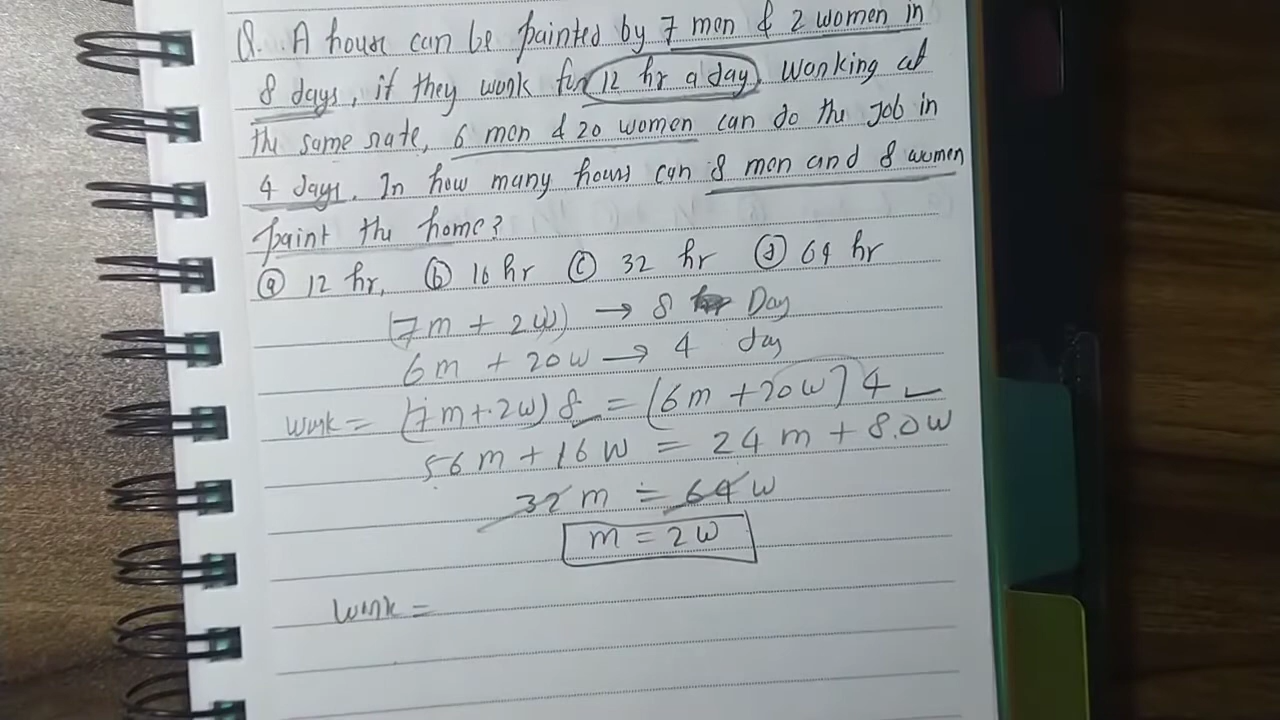 Q. A house can be painted by 7 men & 2 women in
8 days, if they work for 12 hr a day. Working at
the same rate, 6 men & 20 women can do the Job in
4 days. In how many hours can 8 men and 8 women
paint the home?
(a) 12 hr, (b) 16 hr (c) 32 hr (d) 64 hr
(7m + 2w) → 8 Day
6m + 20w → 4 day
work = (7m + 2w) 8 = (6m + 20w) 4
56m + 16w = 24m + 80w
32m = 64w
m = 2w
work =